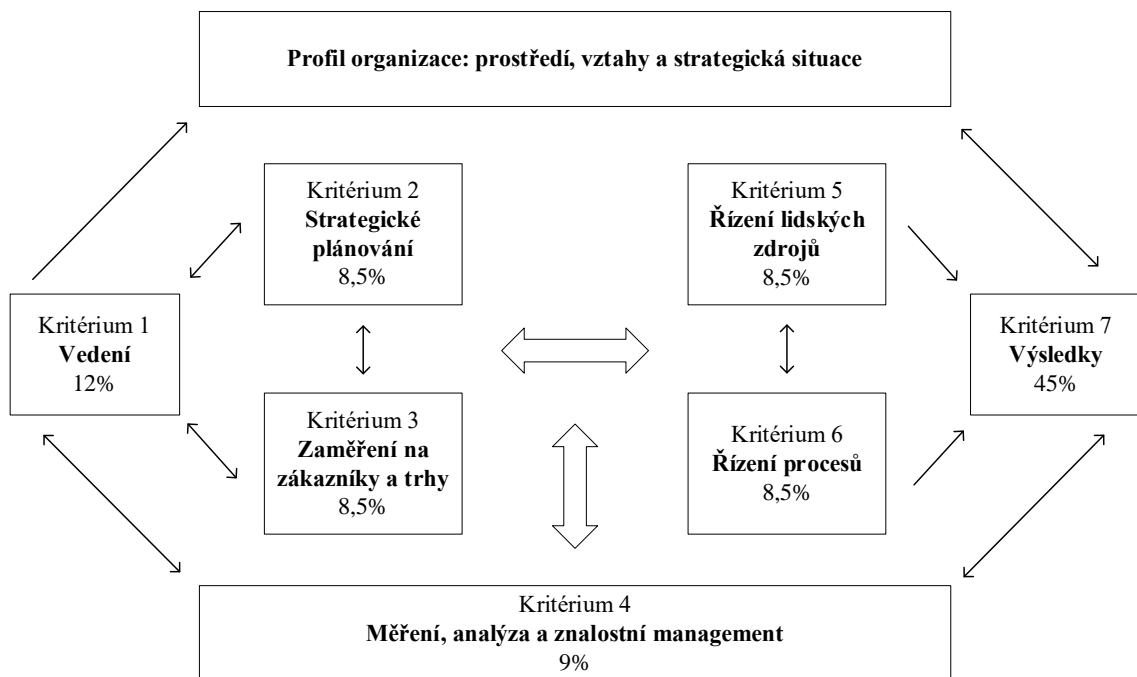 Profil organizace: prostředí, vztahy a strategická situace
Kritérium 2
Strategické
plánování
8,5%
Kritérium 5
Řízení lidských
zdrojů
8,5%
Kritérium 1
Vedení
12%
Kritérium 7
Výsledky
45%
Kritérium 3
Zaměření na
zákazníky a trhy
8,5%
Kritérium 6
Řízení procesů
8,5%
Kritérium 4
Měření, analýza a znalostní management
9%